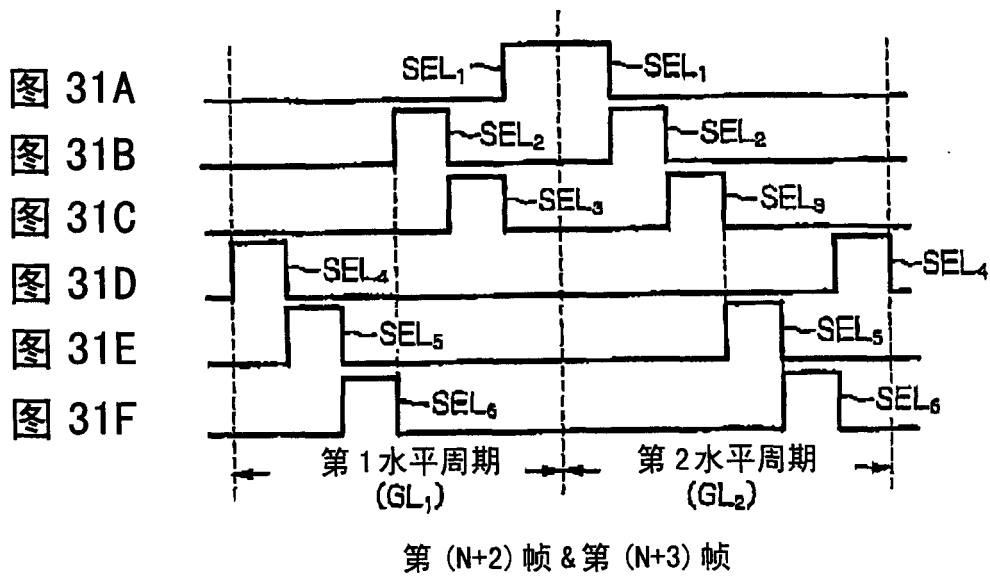 图 31A SEL₁ SEL₁
图 31B SEL₂ SEL₂
图 31C SEL₃ SEL₃
图 31D SEL₄ SEL₄
图 31E SEL₅ SEL₅
图 31F SEL₆ SEL₆
第1水平周期 第2水平周期
(GL₁) (GL₂)
第 (N+2) 帧 & 第 (N+3) 帧